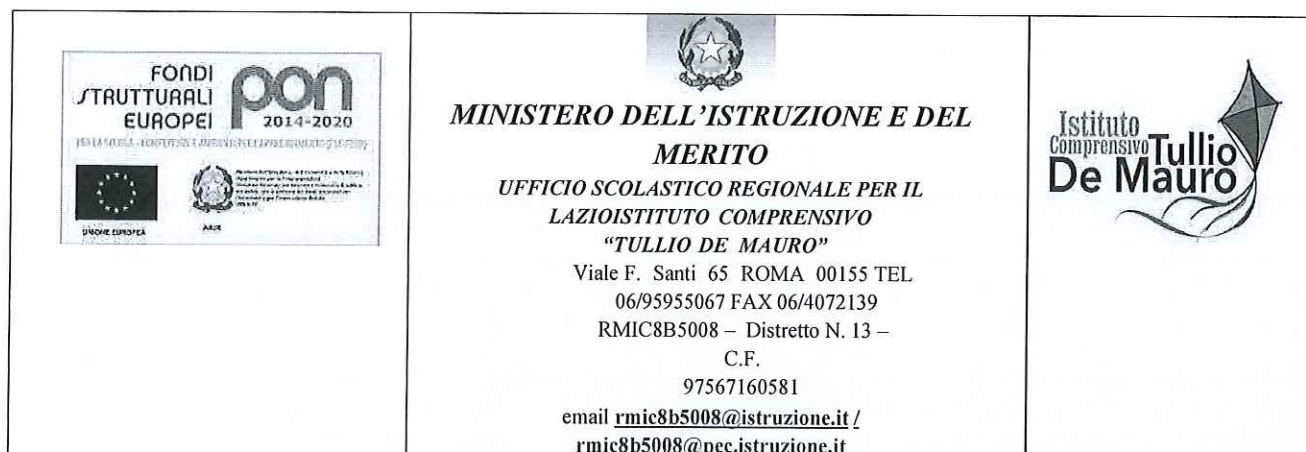 FONDI
STRUTTURALI
EUROPEI
pon
2014-2020
UNIONE EUROPEA
MIUR
MINISTERO DELL'ISTRUZIONE E DEL
MERITO
UFFICIO SCOLASTICO REGIONALE PER IL
LAZIOISTITUTO COMPRENSIVO
“TULLIO DE MAURO”
Viale F. Santi 65 ROMA 00155 TEL
06/95955067 FAX 06/4072139
RMIC8B5008 – Distretto N. 13 –
C.F.
97567160581
email rmic8b5008@istruzione.it /
rmic8b5008@pec.istruzione.it
Istituto
Comprensivo Tullio
De Mauro